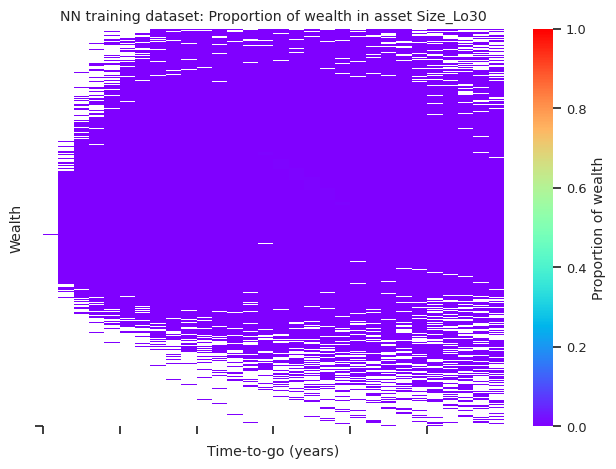 NN training dataset: Proportion of wealth in asset Size_Lo30
Wealth
Time-to-go (years)
1.0
0.8
0.6
0.4
0.2
0.0
Proportion of wealth